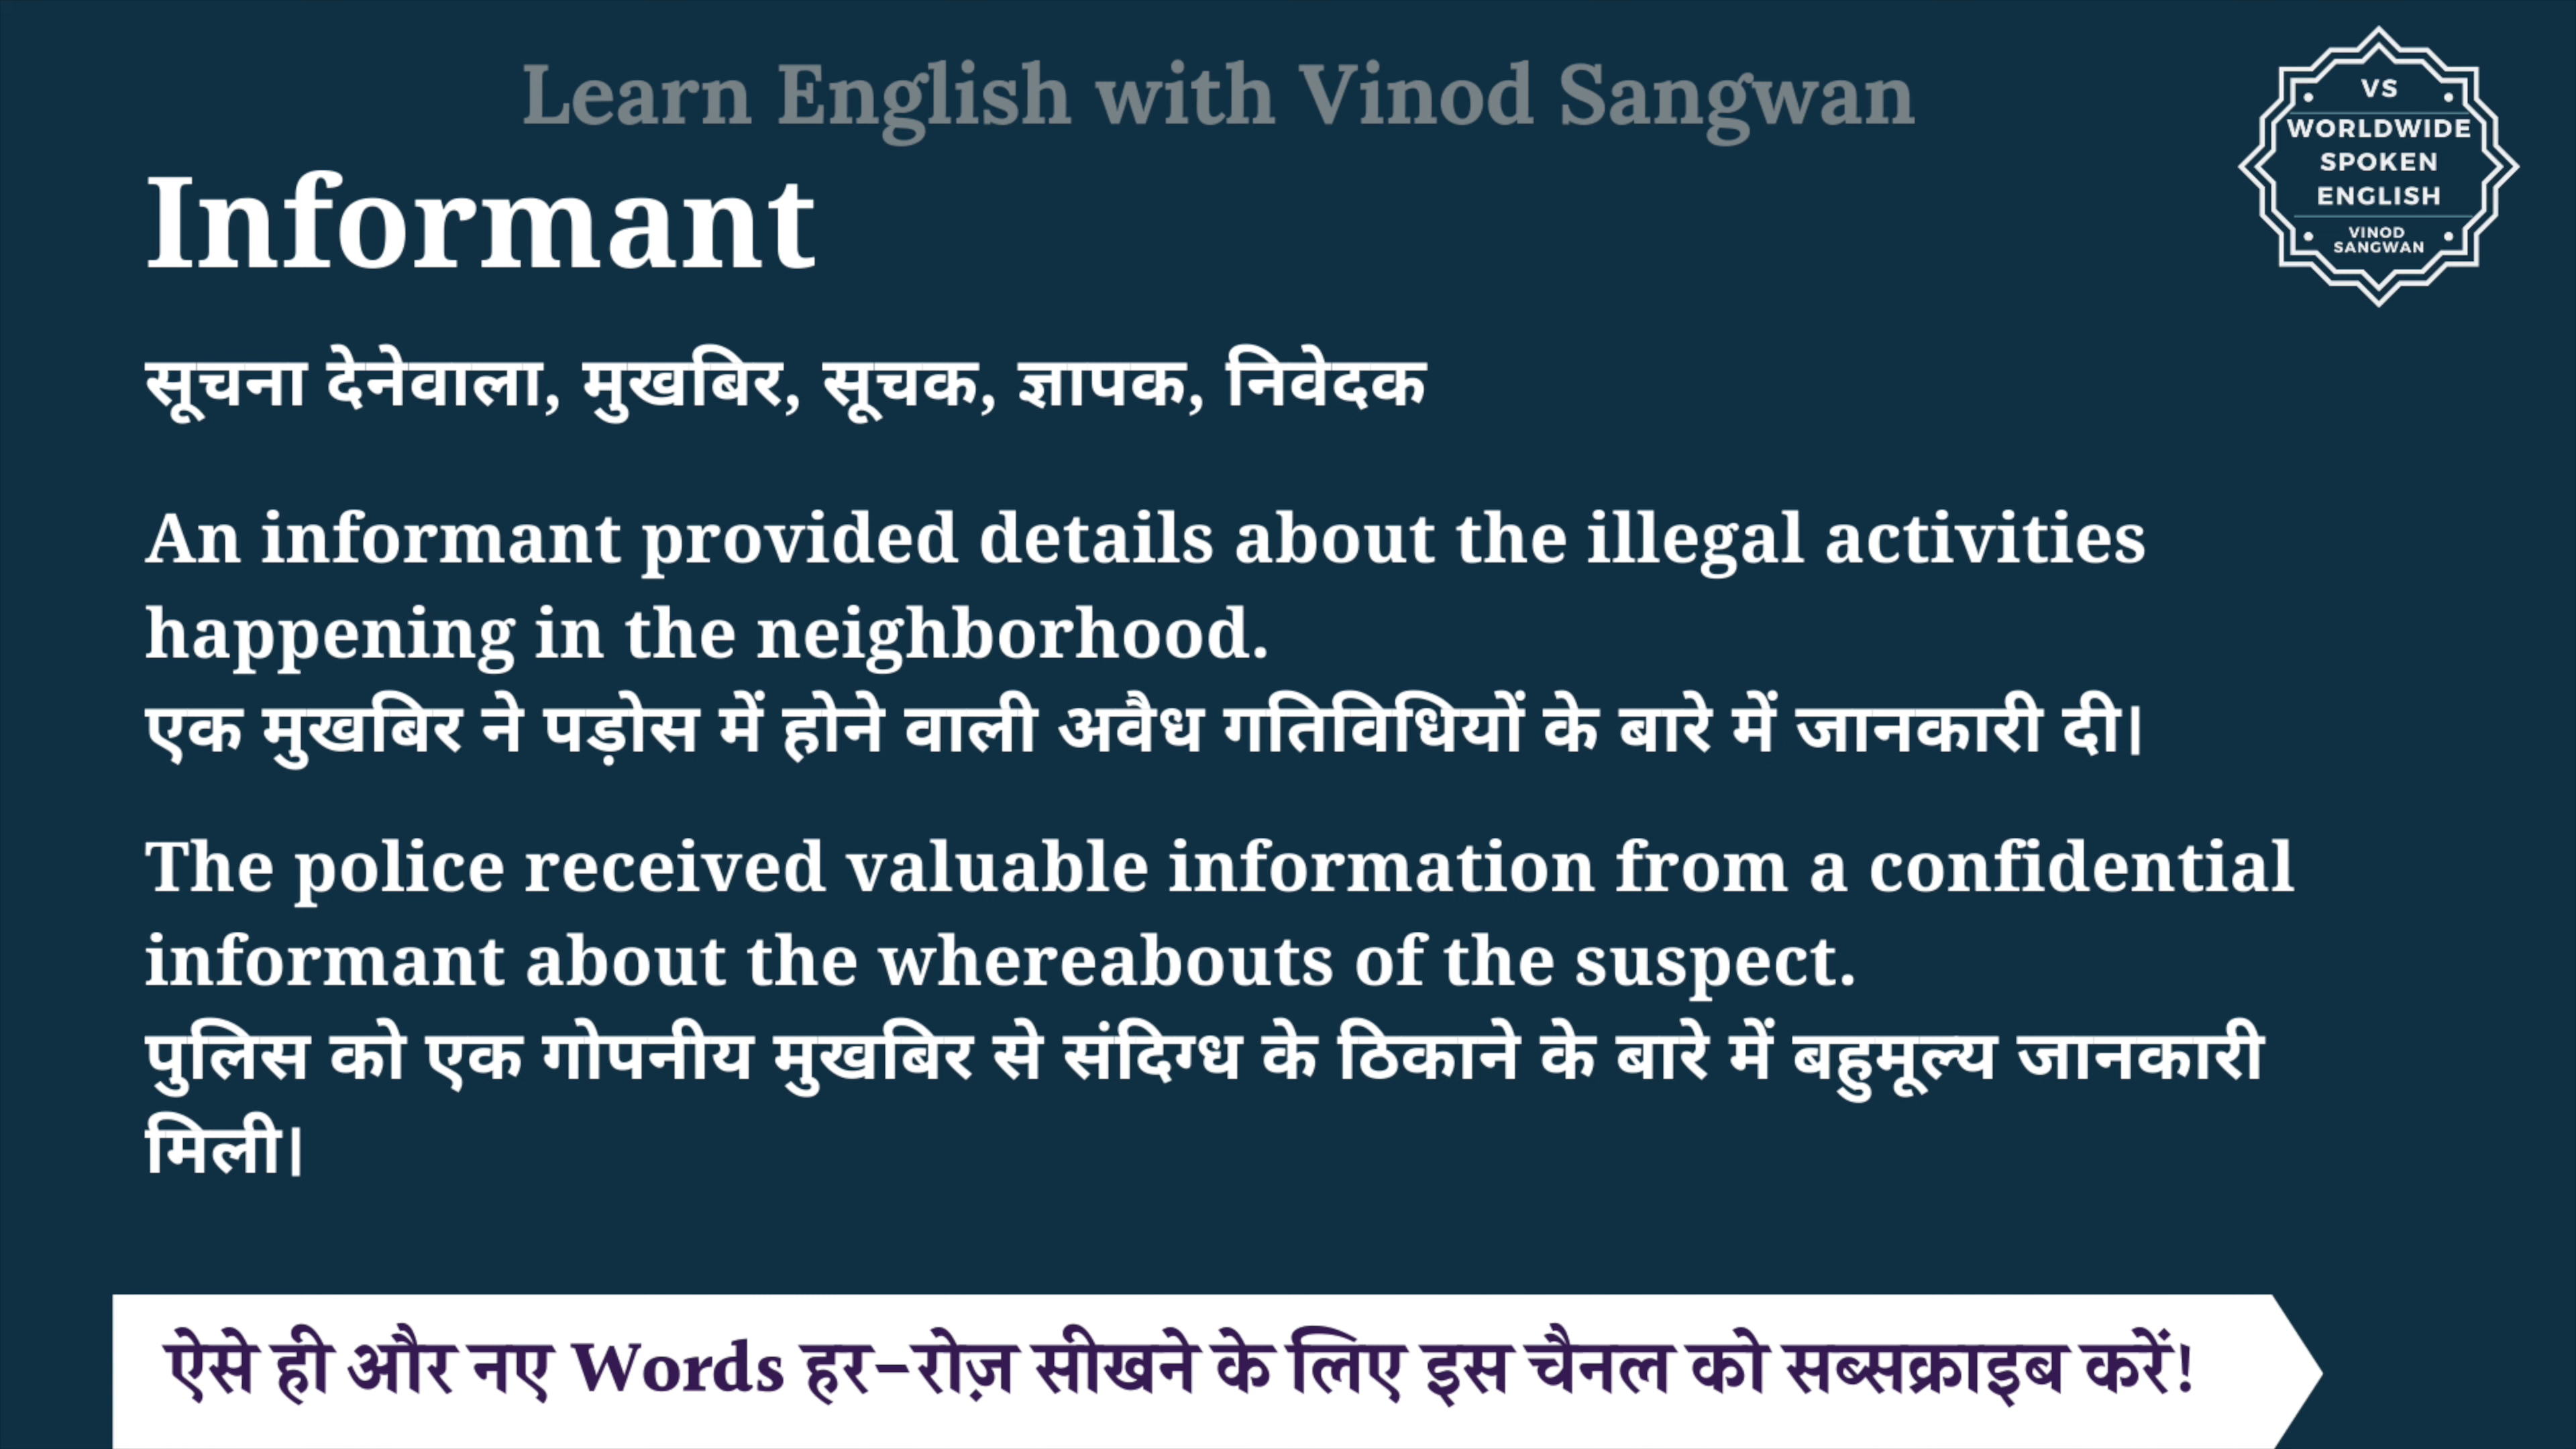 Learn English with Vinod Sangwan
VS
WORLDWIDE
SPOKEN
ENGLISH
VINOD
SANGWAN
Informant
सूचना देनेवाला, मुखबिर, सूचक, ज्ञापक, निवेदक
An informant provided details about the illegal activities
happening in the neighborhood.
एक मुखबिर ने पड़ोस में होने वाली अवैध गतिविधियों के बारे में जानकारी दी।
The police received valuable information from a confidential
informant about the whereabouts of the suspect.
पुलिस को एक गोपनीय मुखबिर से संदिग्ध के ठिकाने के बारे में बहुमूल्य जानकारी
मिली।
ऐसे ही और नए Words हर-रोज़ सीखने के लिए इस चैनल को सब्सक्राइब करें!